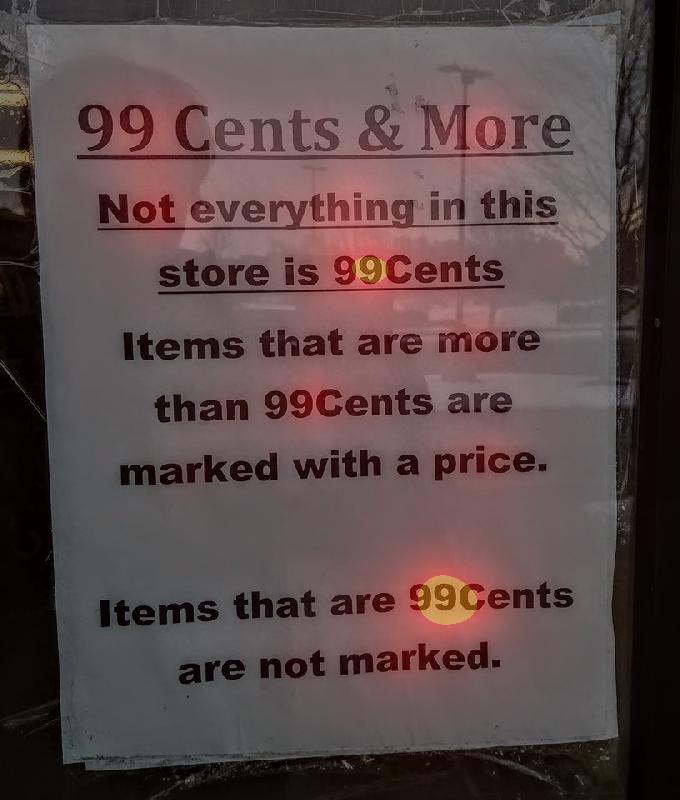 99 Cents & More
Not everything in this
store is 99Cents
Items that are more
than 99Cents are
marked with a price.
Items that are 99Cents
are not marked.